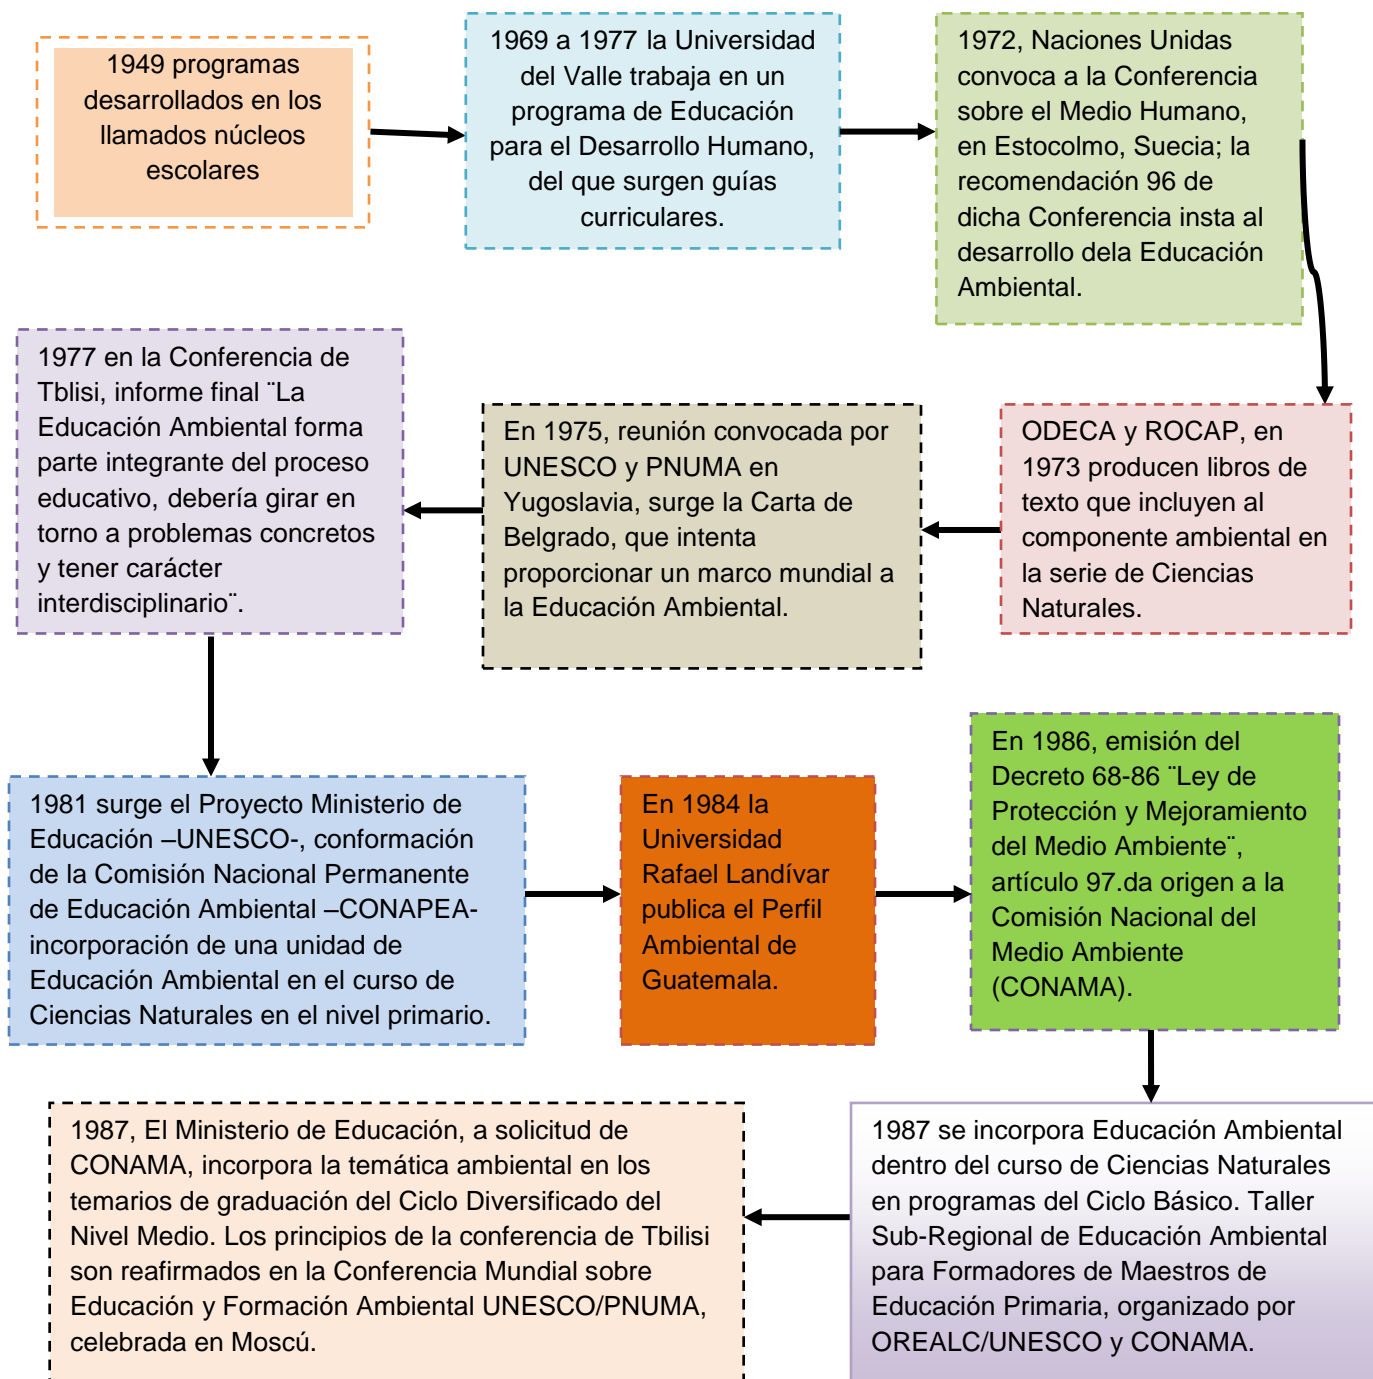 1949 programas
desarrollados en los
llamados núcleos
escolares
1969 a 1977 la Universidad
del Valle trabaja en un
programa de Educación
para el Desarrollo Humano,
del que surgen guías
curriculares.
1972, Naciones Unidas
convoca a la Conferencia
sobre el Medio Humano,
en Estocolmo, Suecia; la
recomendación 96 de
dicha Conferencia insta al
desarrollo dela Educación
Ambiental.
ODECA y ROCAP, en
1973 producen libros de
texto que incluyen al
componente ambiental en
la serie de Ciencias
Naturales.
En 1975, reunión convocada por
UNESCO y PNUMA en
Yugoslavia, surge la Carta de
Belgrado, que intenta
proporcionar un marco mundial a
la Educación Ambiental.
1977 en la Conferencia de
Tblisi, informe final ¨La
Educación Ambiental forma
parte integrante del proceso
educativo, debería girar en
torno a problemas concretos
y tener carácter
interdisciplinario¨.
1981 surge el Proyecto Ministerio de
Educación –UNESCO-, conformación
de la Comisión Nacional Permanente
de Educación Ambiental –CONAPEA-
incorporación de una unidad de
Educación Ambiental en el curso de
Ciencias Naturales en el nivel primario.
En 1984 la
Universidad
Rafael Landívar
publica el Perfil
Ambiental de
Guatemala.
En 1986, emisión del
Decreto 68-86 ¨Ley de
Protección y Mejoramiento
del Medio Ambiente¨,
artículo 97.da origen a la
Comisión Nacional del
Medio Ambiente
(CONAMA).
1987 se incorpora Educación Ambiental
dentro del curso de Ciencias Naturales
en programas del Ciclo Básico. Taller
Sub-Regional de Educación Ambiental
para Formadores de Maestros de
Educación Primaria, organizado por
OREALC/UNESCO y CONAMA.
1987, El Ministerio de Educación, a solicitud de
CONAMA, incorpora la temática ambiental en los
temarios de graduación del Ciclo Diversificado del
Nivel Medio. Los principios de la conferencia de Tbilisi
son reafirmados en la Conferencia Mundial sobre
Educación y Formación Ambiental UNESCO/PNUMA,
celebrada en Moscú.